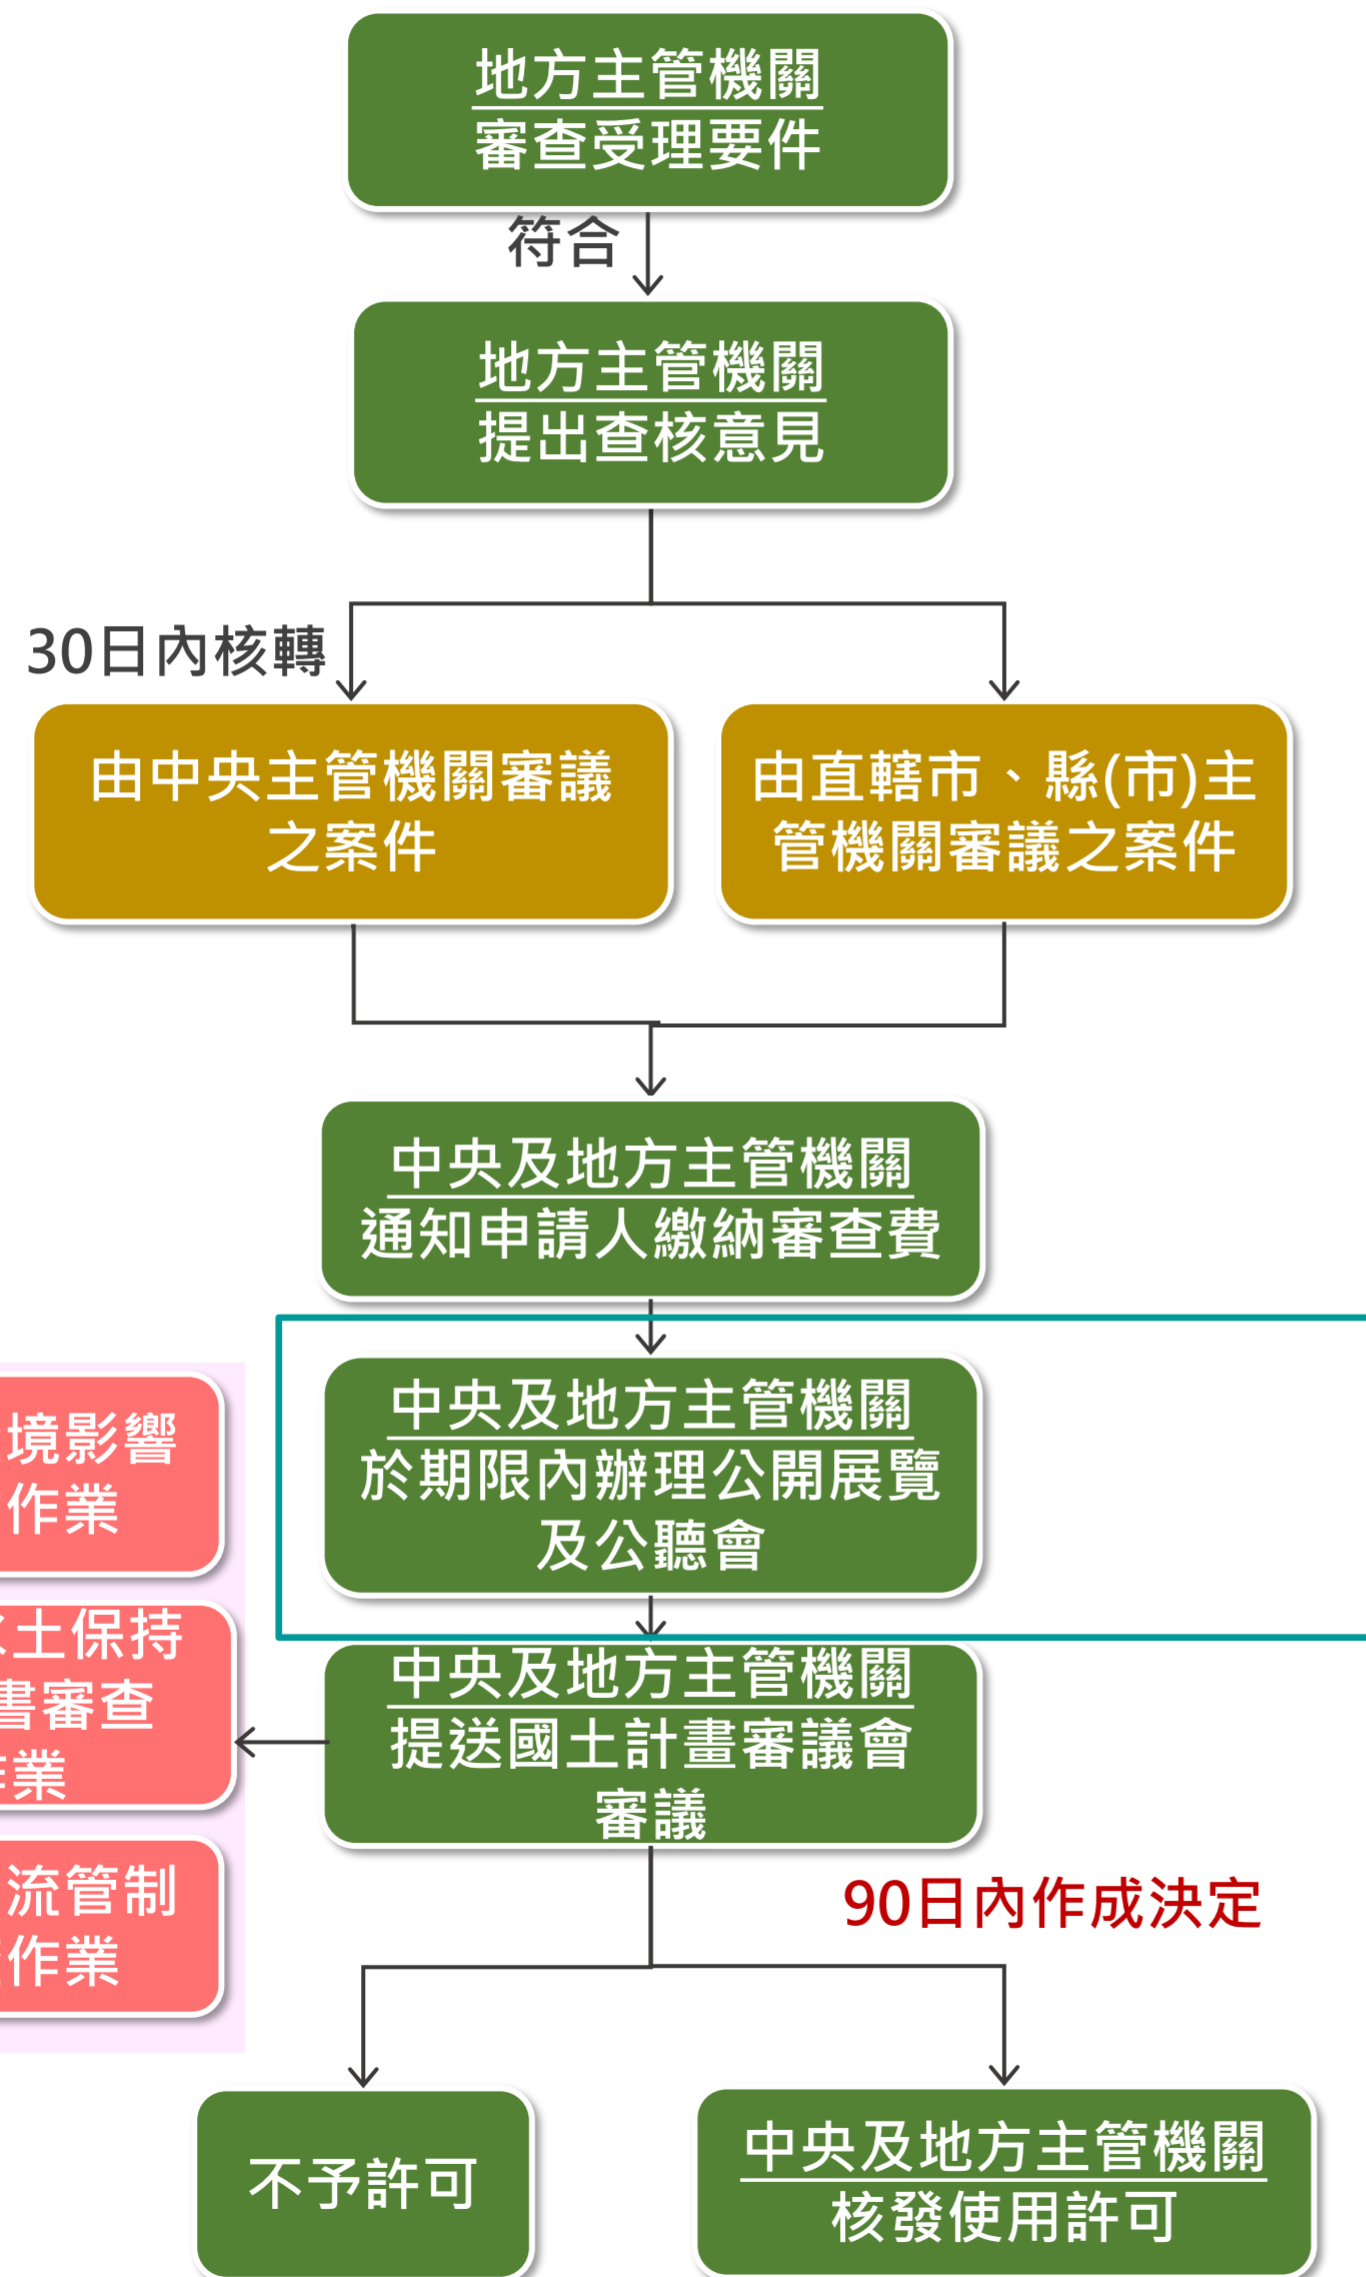 地方主管機關
審查受理要件
符合
地方主管機關
提出查核意見
30日內核轉
由中央主管機關審議
之案件
由直轄市、縣(市)主
管機關審議之案件
中央及地方主管機關
通知申請人繳納審查費
中央及地方主管機關
於期限內辦理公開展覽
及公聽會
境影響
作業
土保持
書審查
業
流管制
作業
中央及地方主管機關
提送國土計畫審議會
審議
90日內作成決定
不予許可
中央及地方主管機關
核發使用許可